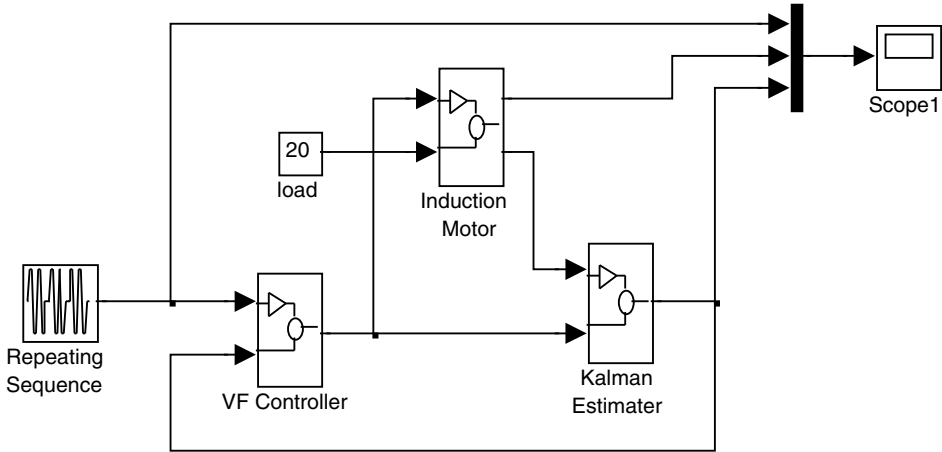 Scope1
20
load
Induction
Motor
Repeating
Sequence
VF Controller
Kalman
Estimater